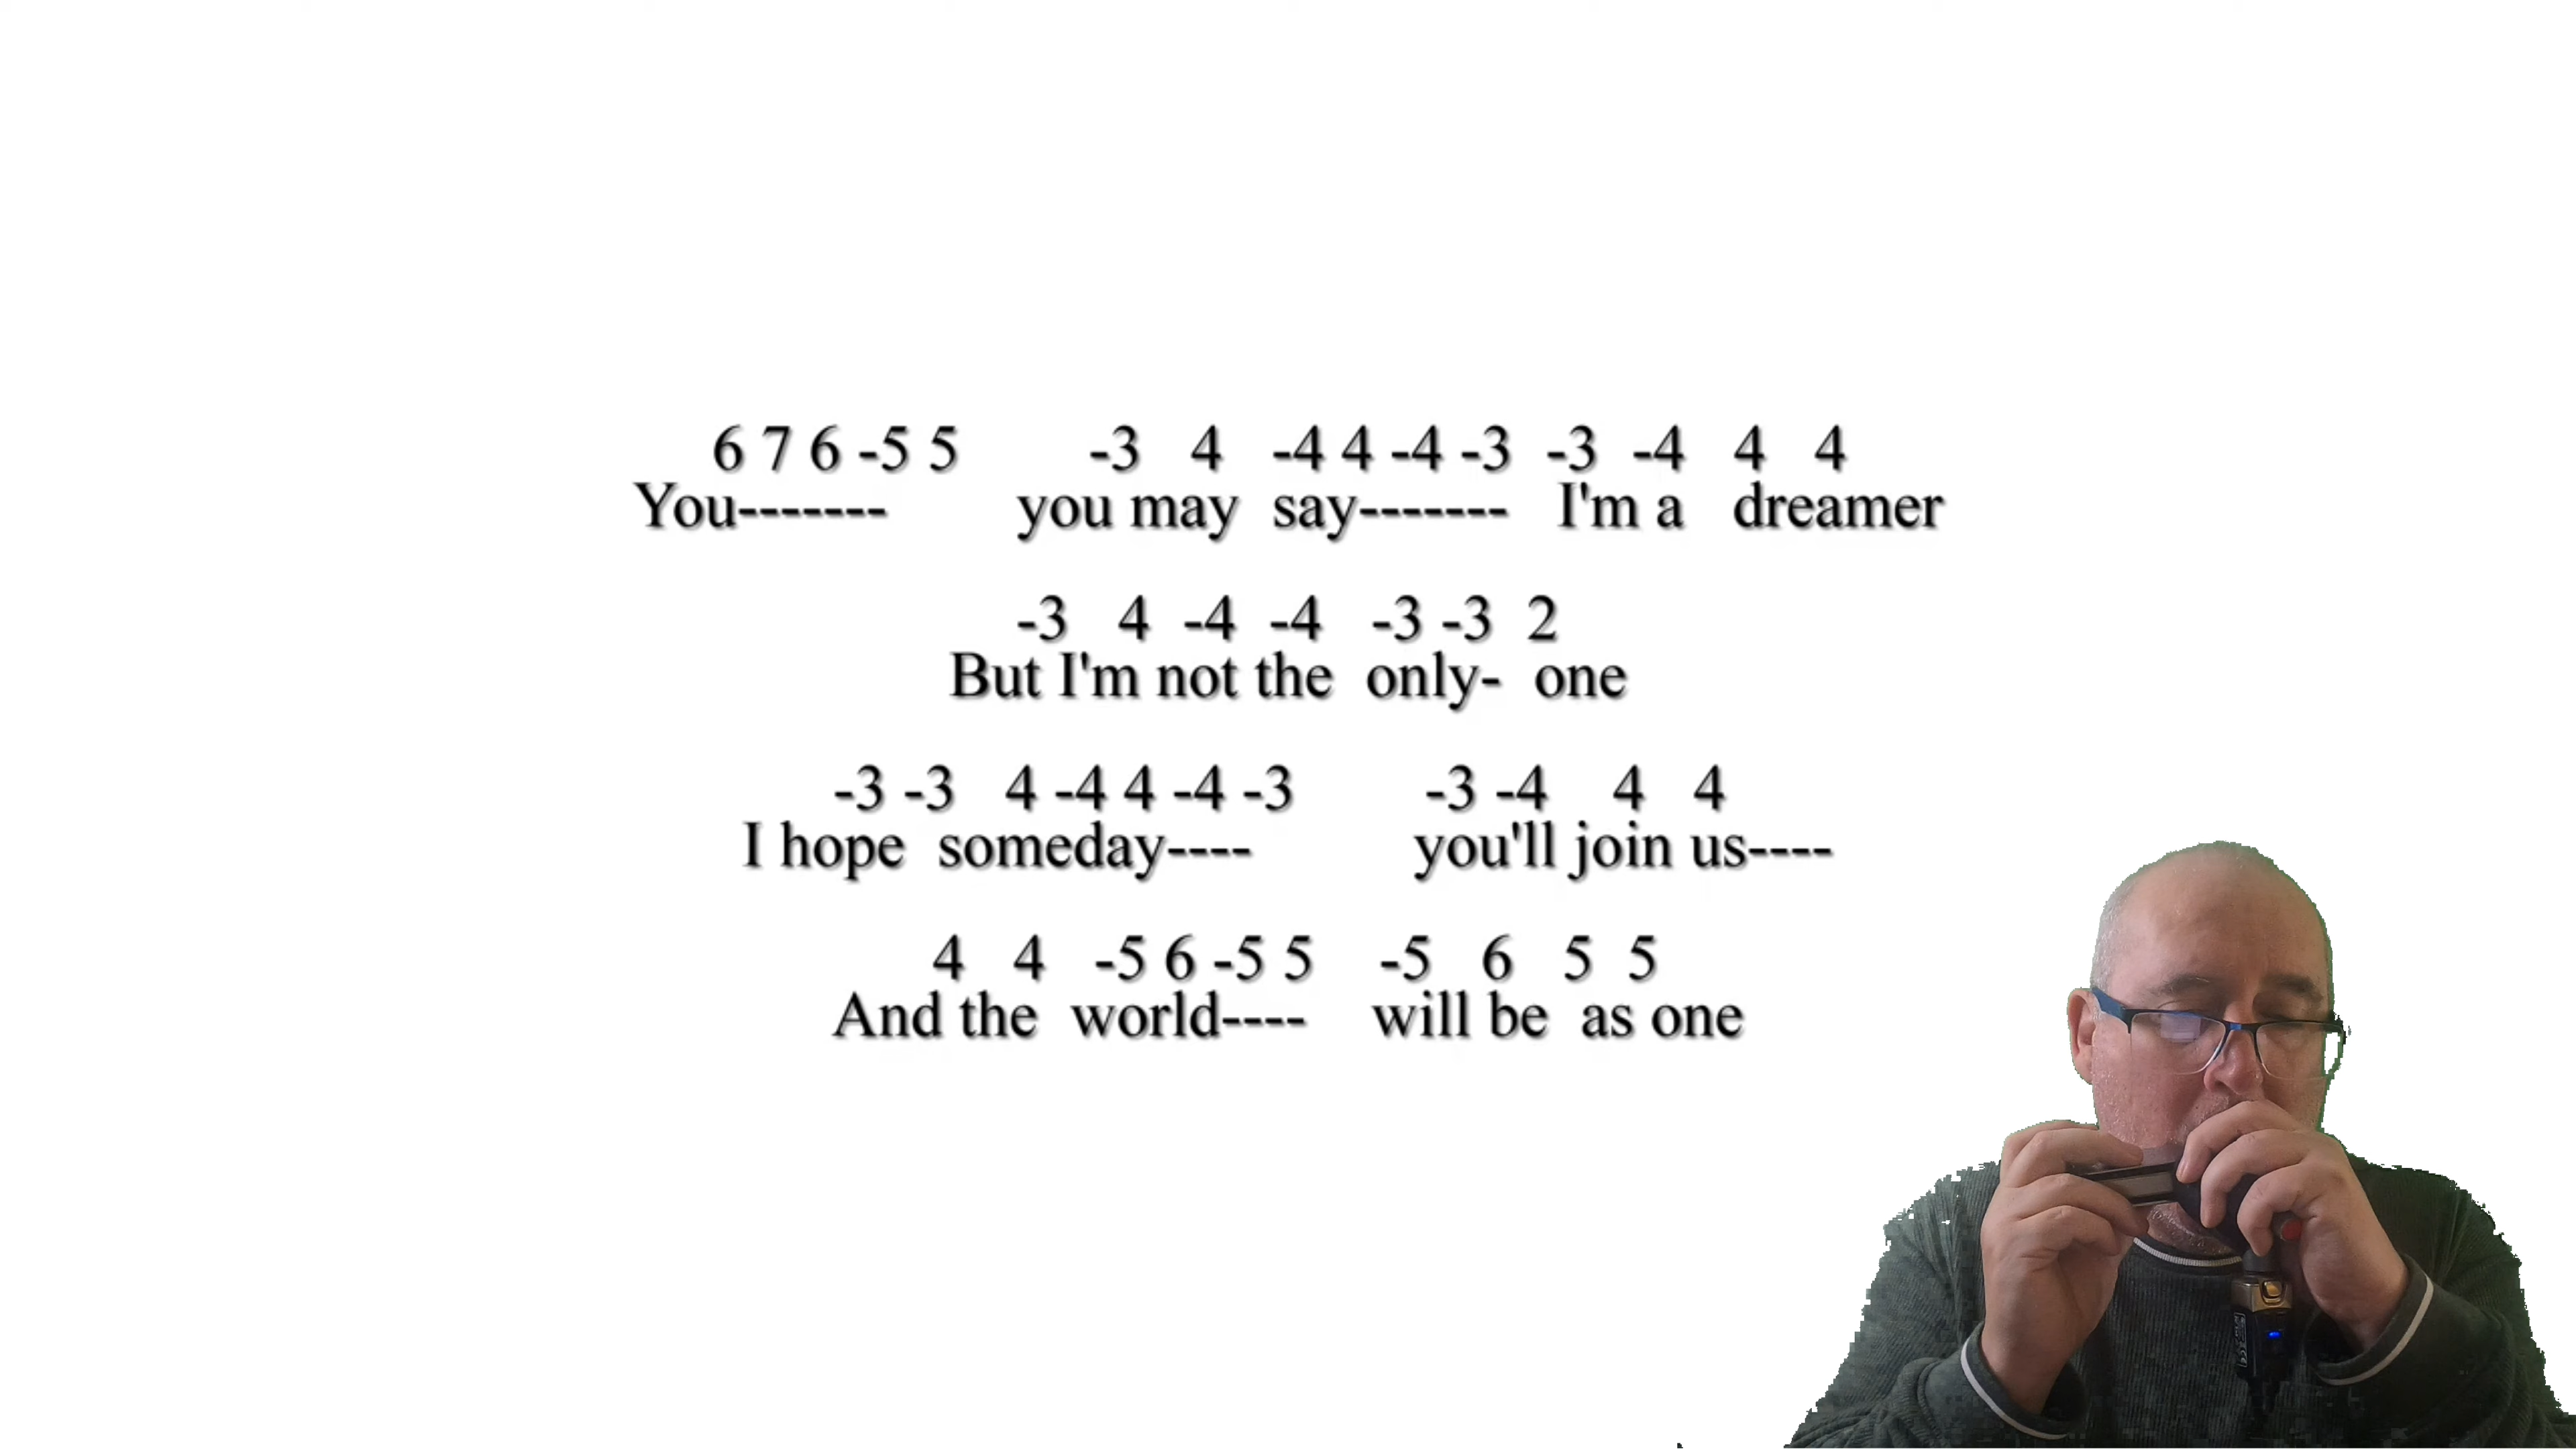 6 7 6 -5 5 -3 4 -4 4 -4 -3 -3 -4 4 4
You------- you may say------- I'm a dreamer
-3 4 -4 -4 -3 -3 2
But I'm not the only- one
-3 -3 4 -4 4 -4 -3 -3 -4 4 4
I hope someday---- you'll join us----
4 4 -5 6 -5 5 -5 6 5 5
And the world---- will be as one